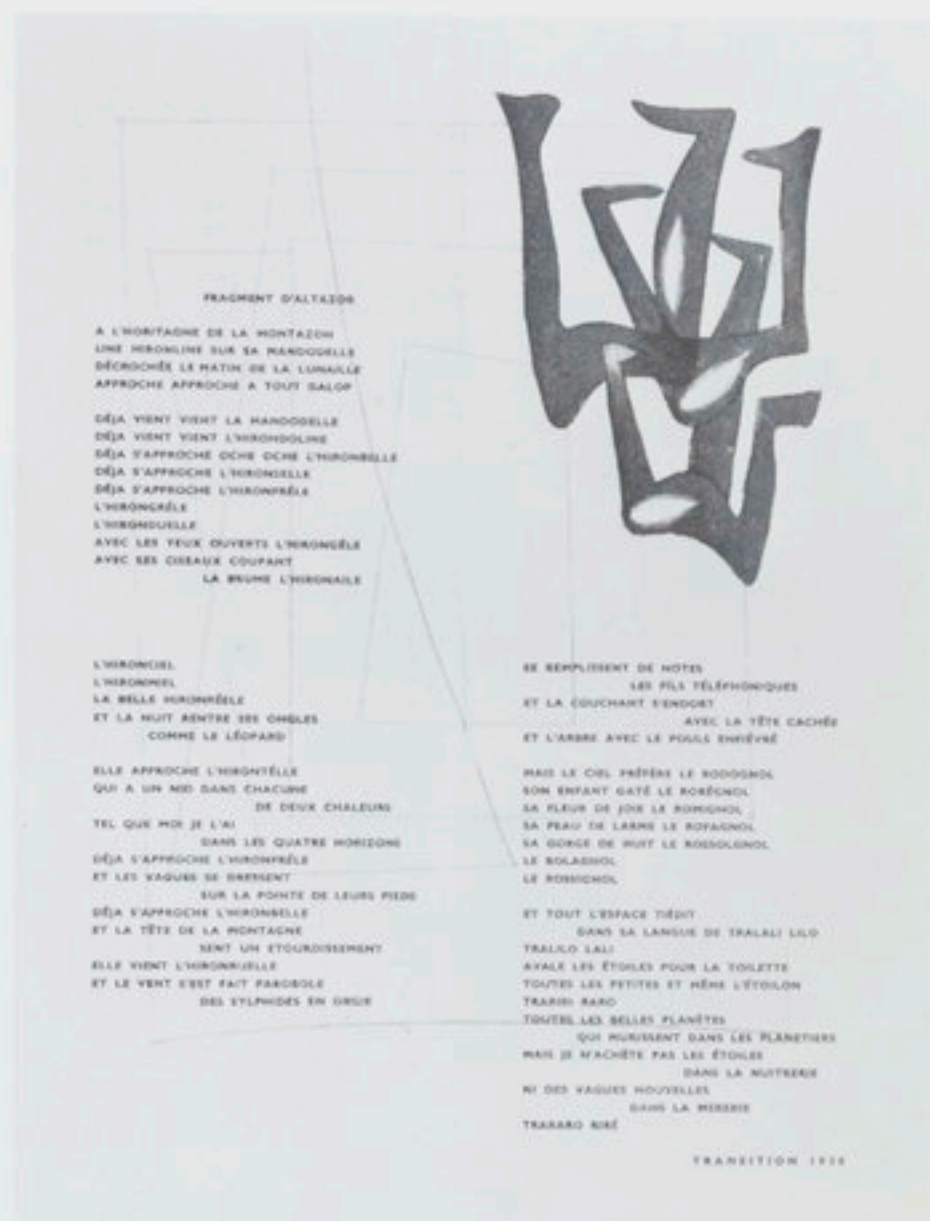 FRAGMENT D'ALTAZOR
A L'HORITAGNE DE LA MONTAZON
UNE HIRONLINE SUR SA MANDODELLE
DÉCROCHÉE LE MATIN DE LA LUNAILLE
APPROCHE APPROCHE A TOUT GALOP
DÉJA VIENT VIENT LA MANDODELLE
DÉJA VIENT VIENT L'HIRONDOLINE
DÉJA S'APPROCHE OCHE OCHE L'HIRONBELLE
DÉJA S'APPROCHE L'HIRONSELLE
DÉJA S'APPROCHE L'HIRONFRÊLE
L'HIRONGRÊLE
L'HIRONDUELLE
AVEC LES YEUX OUVERTS L'HIRONGÈLE
AVEC SES CISEAUX COUPANT
LA BRUME L'HIRONAILE
L'HIRONCIEL
L'HIRONMIEL
LA BELLE HIRONRÉELE
ET LA NUIT RENTRE SES ONGLES
COMME LE LÉOPARD
ELLE APPROCHE L'HIRONTÉLLE
QUI A UN NID DANS CHACUNE
DE DEUX CHALEURS
TEL QUE MOI JE L'AI
DANS LES QUATRE HORIZONS
DÉJA S'APPROCHE L'HIRONFRÊLE
ET LES VAGUES SE DRESSENT
SUR LA POINTE DE LEURS PIEDS
DÉJA S'APPROCHE L'HIRONBELLE
ET LA TÊTE DE LA MONTAGNE
SENT UN ETOURDISSEMENT
ELLE VIENT L'HIRONRUELLE
ET LE VENT S'EST FAIT PAROBOLE
DES SYLPHIDES EN ORGIE
SE REMPLISSENT DE NOTES
LES FILS TÉLÉPHONIQUES
ET LA COUCHANT S'ENDORT
AVEC LA TÊTE CACHÉE
ET L'ARBRE AVEC LE POULS ENFIÉVRÉ
MAIS LE CIEL PRÉFÈRE LE RODOGNOL
SON ENFANT GATÉ LE RORÉGNOL
SA FLEUR DE JOIE LE ROMIGNOL
SA PEAU DE LARME LE ROFAGNOL
SA GORGE DE NUIT LE ROSSOLGNOL
LE ROLAGNOL
LE ROSSIGNOL
ET TOUT L'ESPACE TIÉDIT
DANS SA LANGUE DE TRALALI LILO
TRALILO LALI
AVALE LES ÉTOILES POUR LA TOILETTE
TOUTES LES PETITES ET MÊME L'ÉTOILON
TRARIRI RARO
TOUTES LES BELLES PLANÈTES
QUI MURISSENT DANS LES PLANETIERS
MAIS JE N'ACHÈTE PAS LES ÉTOILES
DANS LA NUITRERIE
NI DES VAGUES NOUVELLES
DANS LA MERERIE
TRARARO RIRÉ
TRANSITION 1930